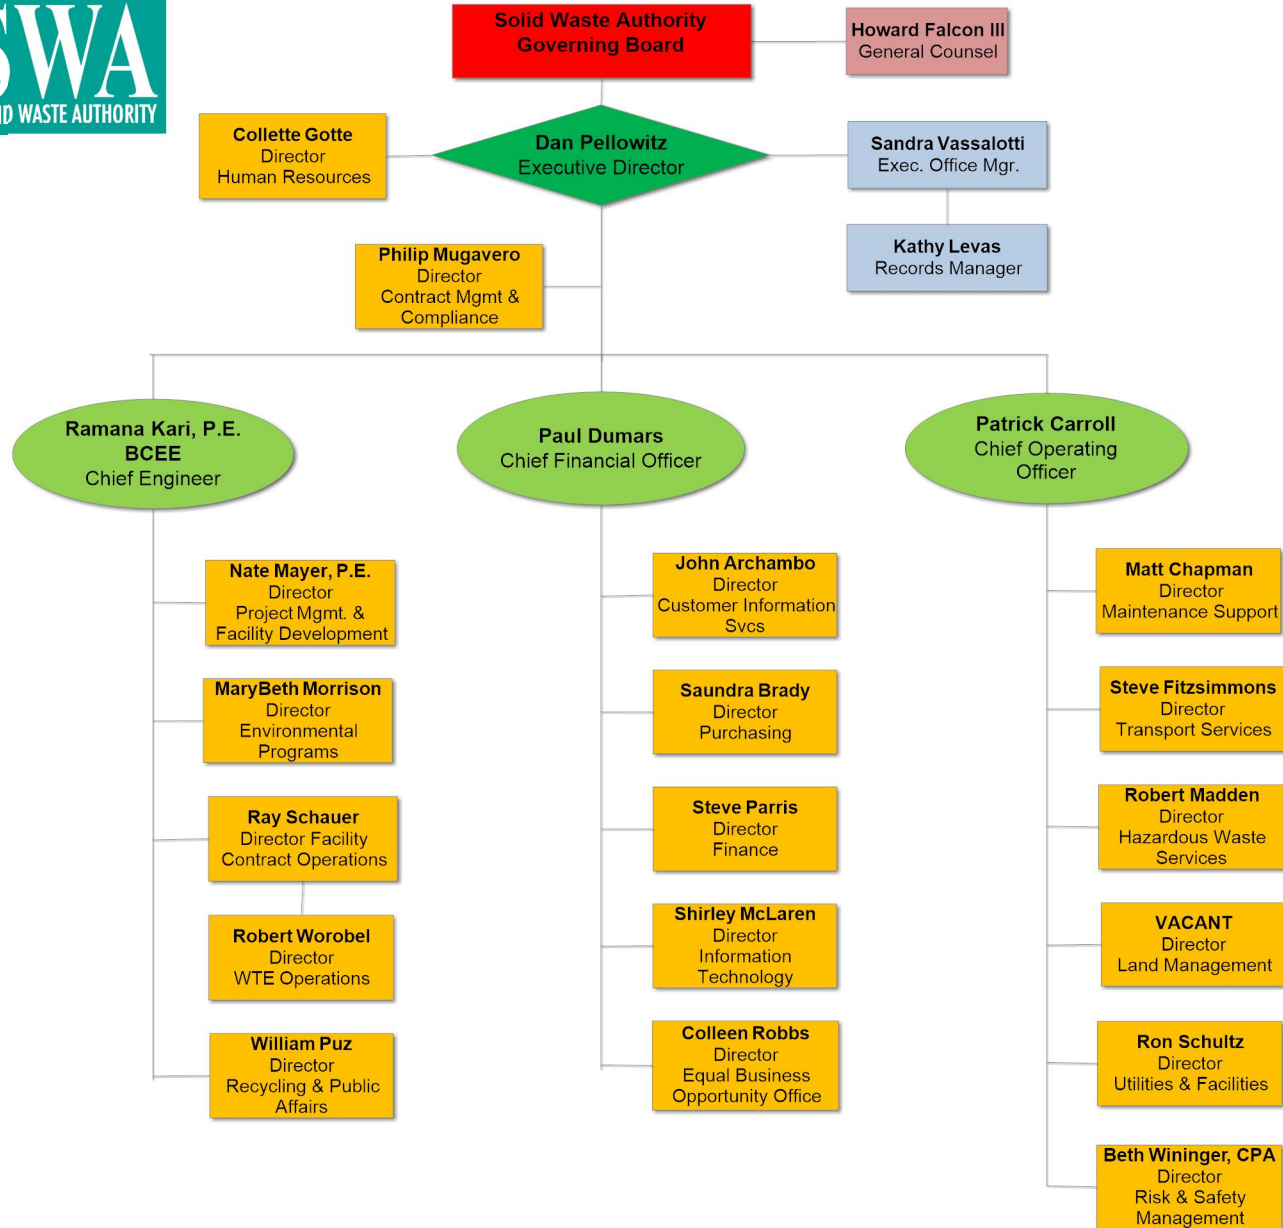 SWA
ID WASTE AUTHORITY
Solid Waste Authority
Governing Board
Howard Falcon III
General Counsel
Collette Gotte
Director
Human Resources
Dan Pellowitz
Executive Director
Sandra Vassalotti
Exec. Office Mgr.
Kathy Levas
Records Manager
Philip Mugavero
Director
Contract Mgmt &
Compliance
Ramana Kari, P.E.
BCEE
Chief Engineer
Paul Dumars
Chief Financial Officer
Patrick Carroll
Chief Operating
Officer
Nate Mayer, P.E.
Director
Project Mgmt. &
Facility Development
MaryBeth Morrison
Director
Environmental
Programs
Ray Schauer
Director Facility
Contract Operations
Robert Worobel
Director
WTE Operations
William Puz
Director
Recycling & Public
Affairs
John Archambo
Director
Customer Information
Svcs
Saundra Brady
Director
Purchasing
Steve Parris
Director
Finance
Shirley McLaren
Director
Information
Technology
Colleen Robbs
Director
Equal Business
Opportunity Office
Matt Chapman
Director
Maintenance Support
Steve Fitzsimmons
Director
Transport Services
Robert Madden
Director
Hazardous Waste
Services
VACANT
Director
Land Management
Ron Schultz
Director
Utilities & Facilities
Beth Wininger, CPA
Director
Risk & Safety
Management